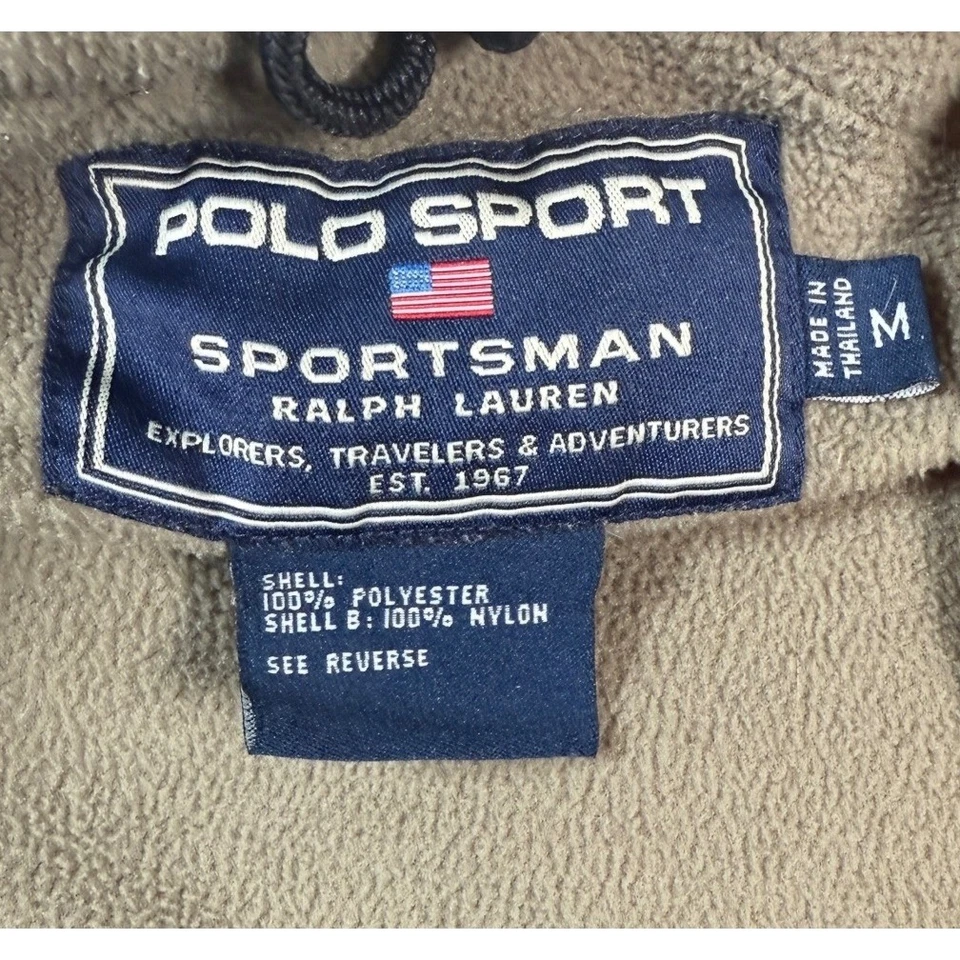 POLO SPORT
SPORTSMAN
RALPH LAUREN
EXPLORERS, TRAVELERS & ADVENTURERS
EST. 1967
MADE IN
THAILAND
M
SHELL:
100% POLYESTER
SHELL B: 100% NYLON
SEE REVERSE